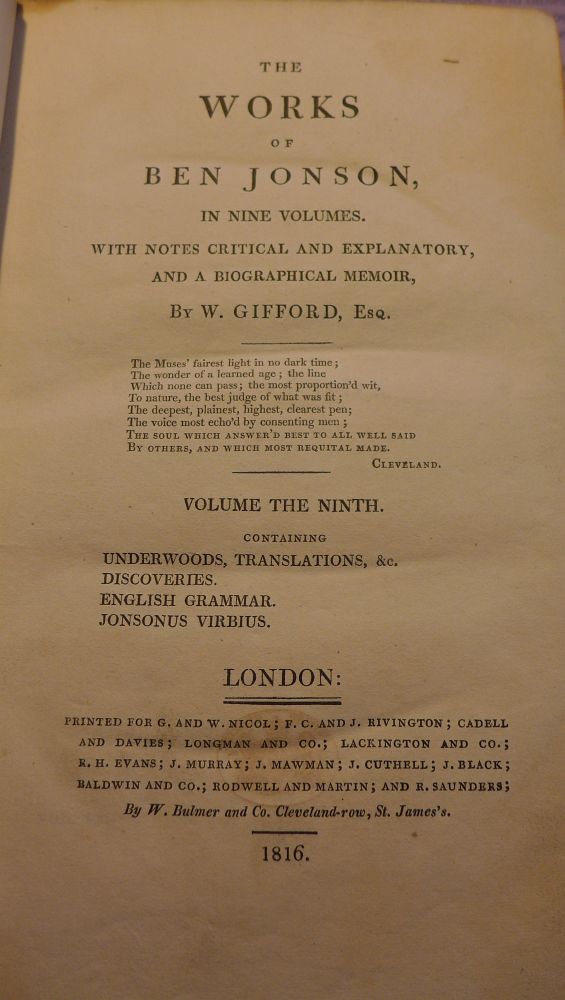 THE
WORKS
OF
BEN JONSON,
IN NINE VOLUMES.
WITH NOTES CRITICAL AND EXPLANATORY,
AND A BIOGRAPHICAL MEMOIR,
BY W. GIFFORD, ESQ.
The Muses' fairest light in no dark time;
The wonder of a learned age; the line
Which none can pass; the most proportion'd wit,
To nature, the best judge of what was fit;
The deepest, plainest, highest, clearest pen;
The voice most echo'd by consenting men;
THE SOUL WHICH ANSWER'D BEST TO ALL WELL SAID
BY OTHERS, AND WHICH MOST REQUITAL MADE.
CLEVELAND.
VOLUME THE NINTH.
CONTAINING
UNDERWOODS, TRANSLATIONS, &c.
DISCOVERIES.
ENGLISH GRAMMAR.
JONSONUS VIRBIUS.
LONDON:
PRINTED FOR G. AND W. NICOL; F. C. AND J. RIVINGTON; CADELL
AND DAVIES; LONGMAN AND CO.; LACKINGTON AND CO.;
R. H. EVANS; J. MURRAY; J. MAWMAN; J. CUTHELL; J. BLACK;
BALDWIN AND CO.; RODWELL AND MARTIN; AND R. SAUNDERS;
By W. Bulmer and Co. Cleveland-row, St. James's.
1816.